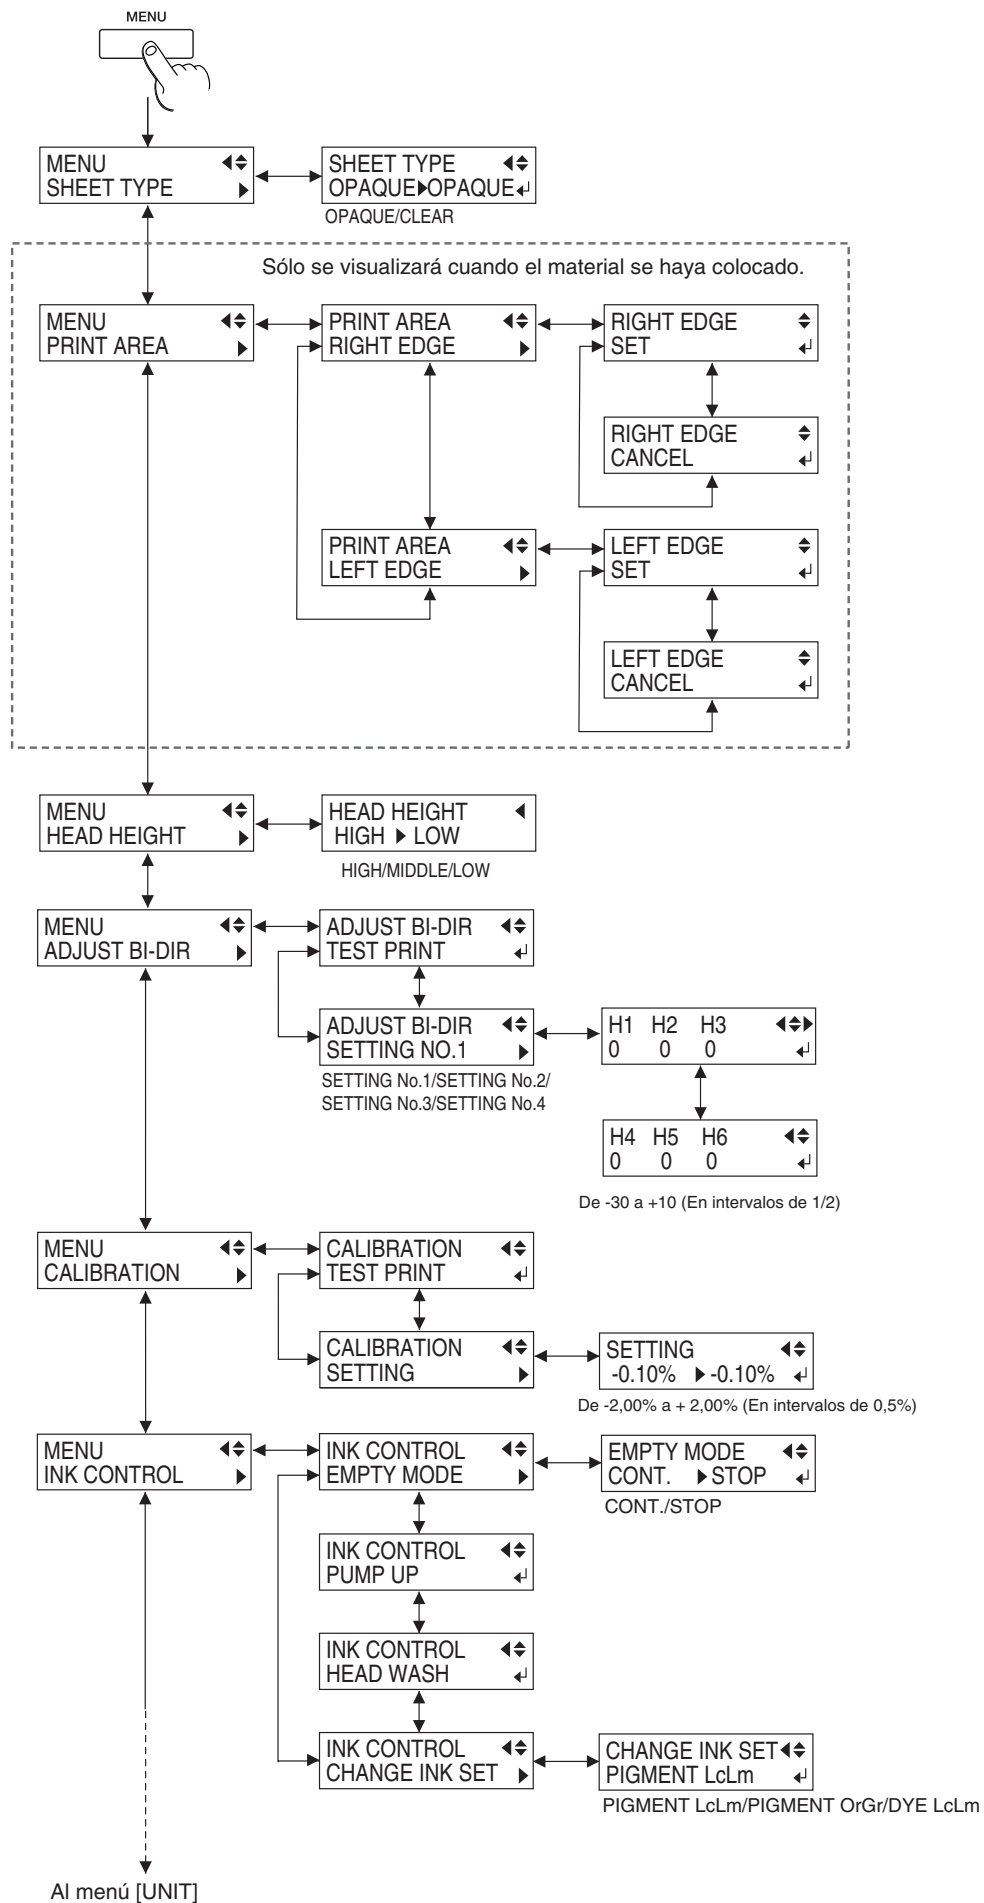 MENU
MENU
SHEET TYPE
SHEET TYPE
OPAQUE▶OPAQUE
OPAQUE/CLEAR
Sólo se visualizará cuando el material se haya colocado.
MENU
PRINT AREA
PRINT AREA
RIGHT EDGE
RIGHT EDGE
SET
RIGHT EDGE
CANCEL
PRINT AREA
LEFT EDGE
LEFT EDGE
SET
LEFT EDGE
CANCEL
MENU
HEAD HEIGHT
HEAD HEIGHT
HIGH ▶ LOW
HIGH/MIDDLE/LOW
MENU
ADJUST BI-DIR
ADJUST BI-DIR
TEST PRINT
ADJUST BI-DIR
SETTING NO.1
SETTING No.1/SETTING No.2/
SETTING No.3/SETTING No.4
H1 H2 H3
0 0 0
H4 H5 H6
0 0 0
De -30 a +10 (En intervalos de 1/2)
MENU
CALIBRATION
CALIBRATION
TEST PRINT
CALIBRATION
SETTING
SETTING
-0.10% ▶ -0.10%
De -2,00% a + 2,00% (En intervalos de 0,5%)
MENU
INK CONTROL
INK CONTROL
EMPTY MODE
EMPTY MODE
CONT. ▶ STOP
CONT./STOP
INK CONTROL
PUMP UP
INK CONTROL
HEAD WASH
INK CONTROL
CHANGE INK SET
CHANGE INK SET
PIGMENT LcLm
PIGMENT LcLm/PIGMENT OrGr/DYE LcLm
Al menú [UNIT]